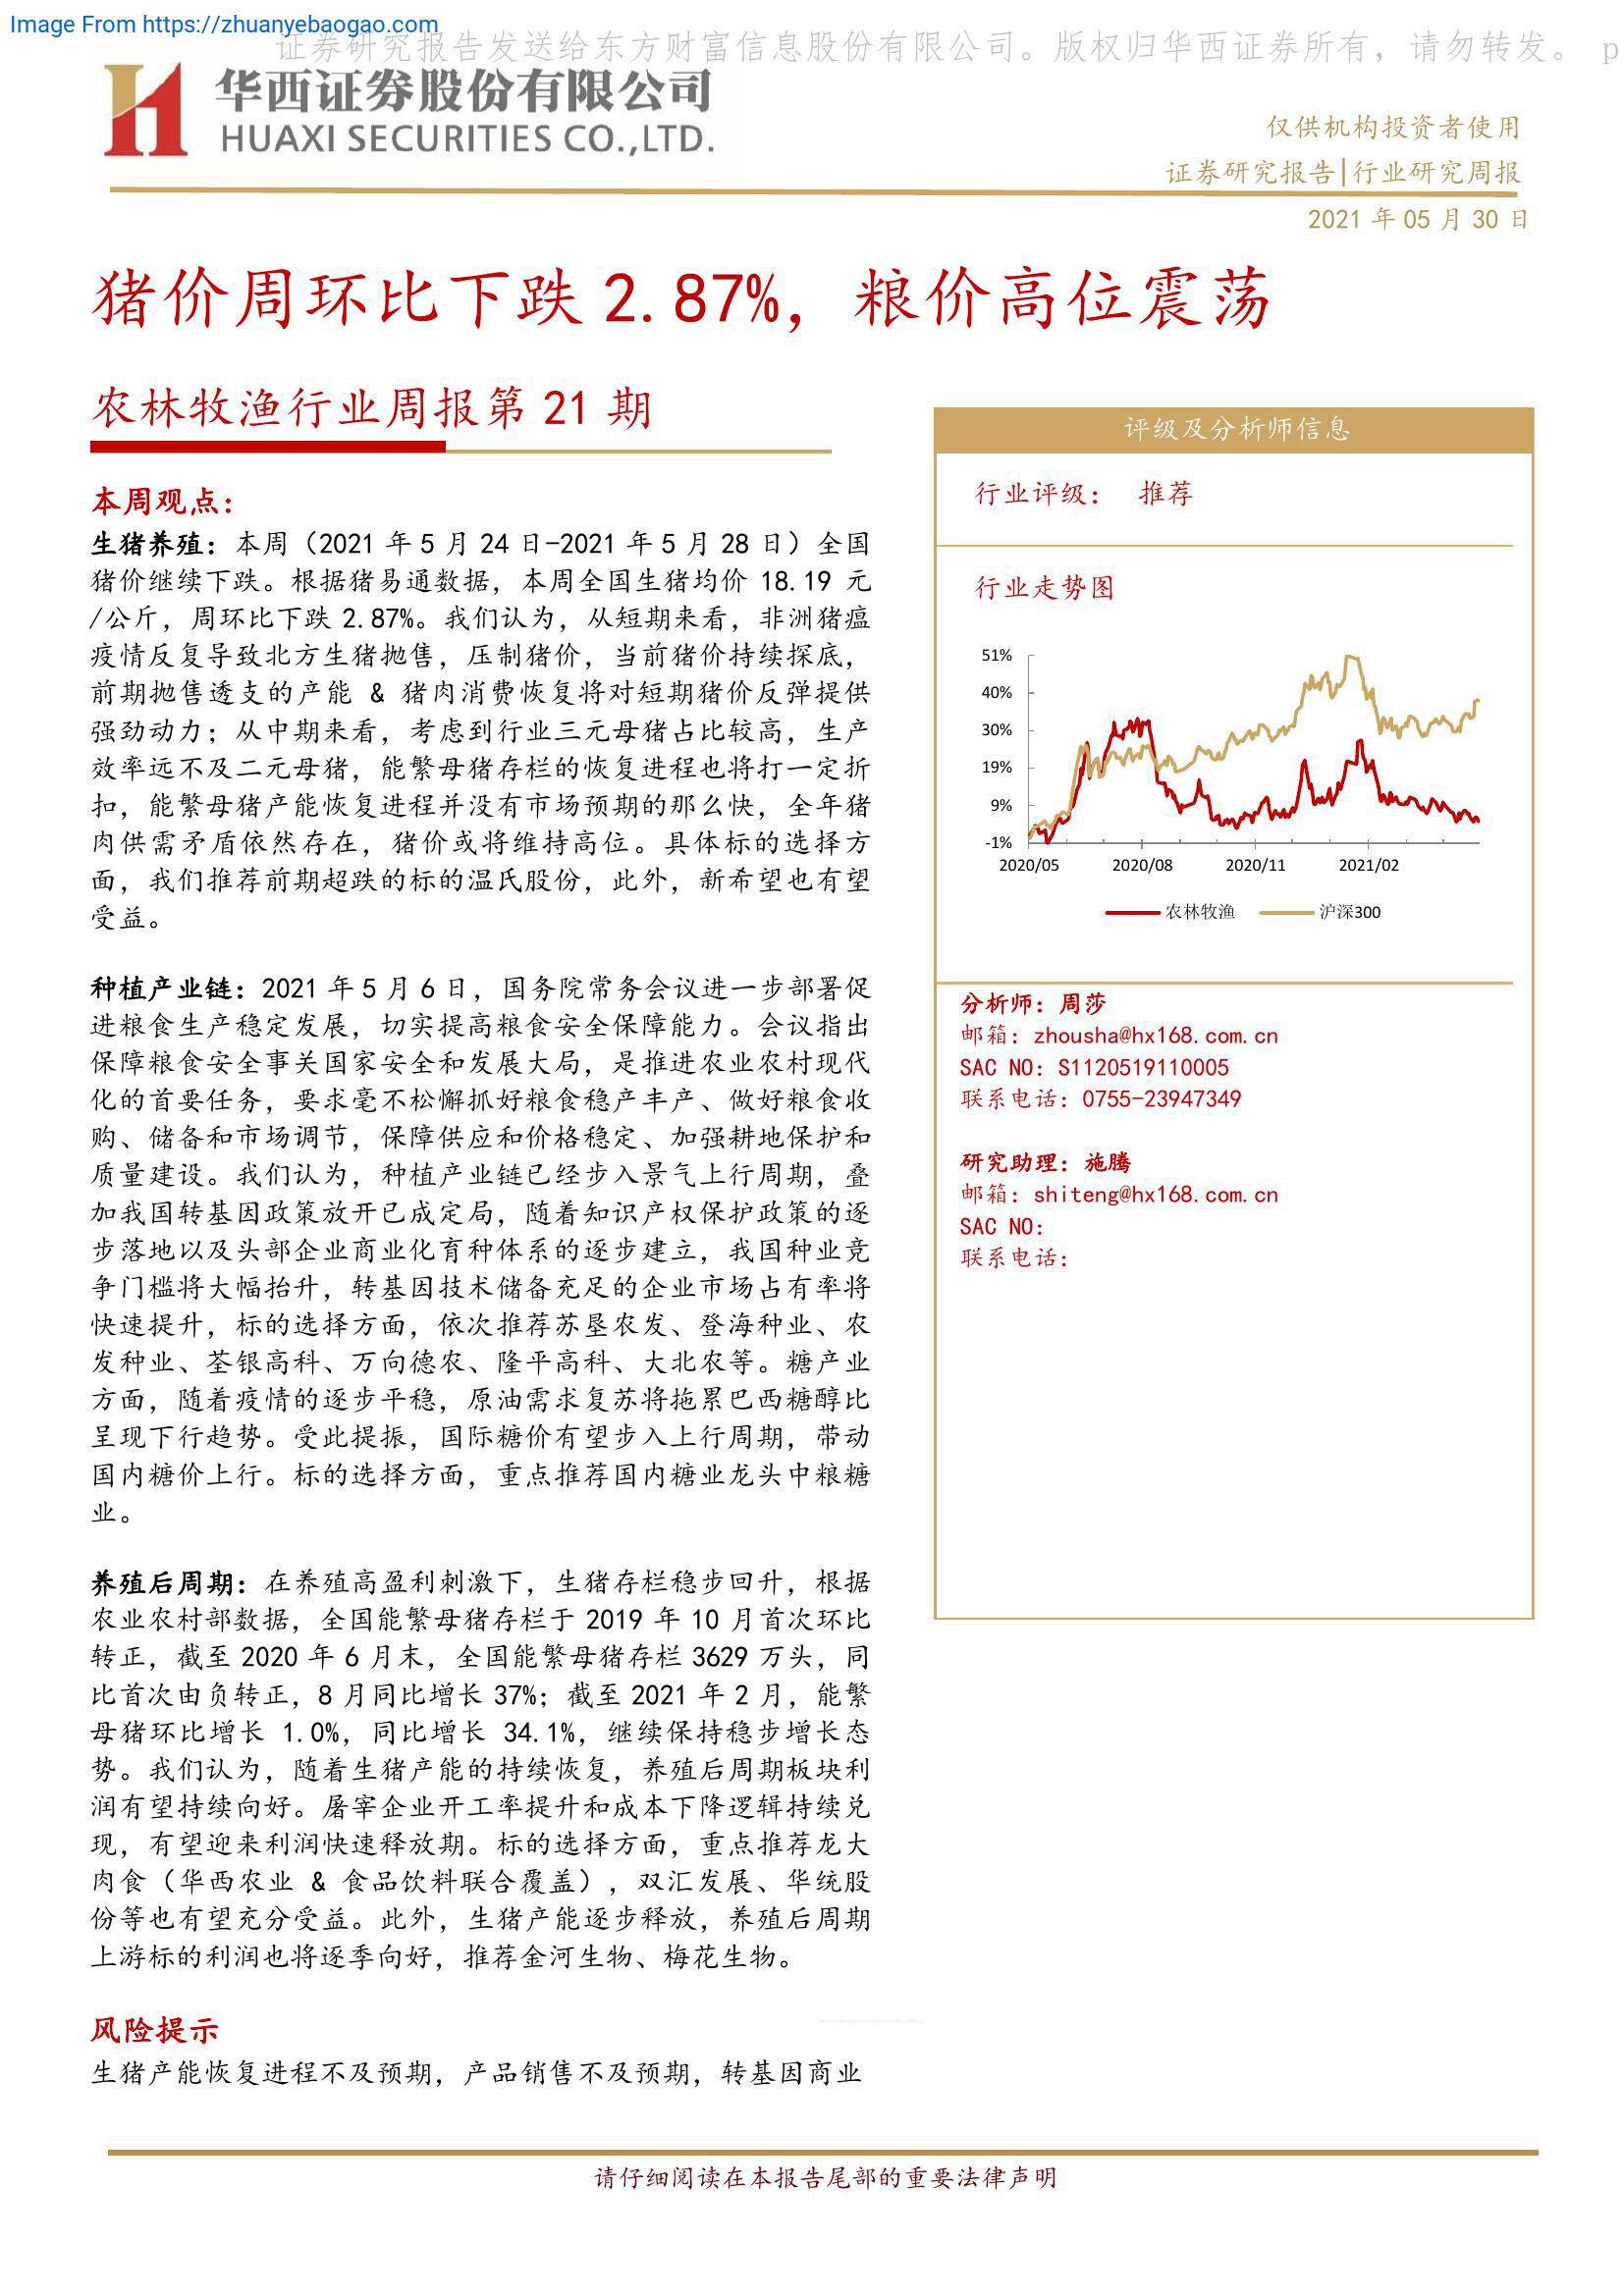 Image From https://zhuanyebaogao.com
证券研究报告发送给东方财富信息股份有限公司。版权归华西证券所有，请勿转发。 p
华西证券股份有限公司
HUAXI SECURITIES CO.,LTD.
仅供机构投资者使用
证券研究报告|行业研究周报
2021 年 05 月 30 日
猪价周环比下跌 2.87%，粮价高位震荡
农林牧渔行业周报第 21 期
本周观点：
生猪养殖：本周（2021 年 5 月 24 日-2021 年 5 月 28 日）全国
猪价继续下跌。根据猪易通数据，本周全国生猪均价 18.19 元
/公斤，周环比下跌 2.87%。我们认为，从短期来看，非洲猪瘟
疫情反复导致北方生猪抛售，压制猪价，当前猪价持续探底，
前期抛售透支的产能 & 猪肉消费恢复将对短期猪价反弹提供
强劲动力；从中期来看，考虑到行业三元母猪占比较高，生产
效率远不及二元母猪，能繁母猪存栏的恢复进程也将打一定折
扣，能繁母猪产能恢复进程并没有市场预期的那么快，全年猪
肉供需矛盾依然存在，猪价或将维持高位。具体标的选择方
面，我们推荐前期超跌的标的温氏股份，此外，新希望也有望
受益。
种植产业链：2021 年 5 月 6 日，国务院常务会议进一步部署促
进粮食生产稳定发展，切实提高粮食安全保障能力。会议指出
保障粮食安全事关国家安全和发展大局，是推进农业农村现代
化的首要任务，要求毫不松懈抓好粮食稳产丰产、做好粮食收
购、储备和市场调节，保障供应和价格稳定、加强耕地保护和
质量建设。我们认为，种植产业链已经步入景气上行周期，叠
加我国转基因政策放开已成定局，随着知识产权保护政策的逐
步落地以及头部企业商业化育种体系的逐步建立，我国种业竞
争门槛将大幅抬升，转基因技术储备充足的企业市场占有率将
快速提升，标的选择方面，依次推荐苏垦农发、登海种业、农
发种业、荃银高科、万向德农、隆平高科、大北农等。糖产业
方面，随着疫情的逐步平稳，原油需求复苏将拖累巴西糖醇比
呈现下行趋势。受此提振，国际糖价有望步入上行周期，带动
国内糖价上行。标的选择方面，重点推荐国内糖业龙头中粮糖
业。
养殖后周期：在养殖高盈利刺激下，生猪存栏稳步回升，根据
农业农村部数据，全国能繁母猪存栏于 2019 年 10 月首次环比
转正，截至 2020 年 6 月末，全国能繁母猪存栏 3629 万头，同
比首次由负转正，8 月同比增长 37%；截至 2021 年 2 月，能繁
母猪环比增长 1.0%，同比增长 34.1%，继续保持稳步增长态
势。我们认为，随着生猪产能的持续恢复，养殖后周期板块利
润有望持续向好。屠宰企业开工率提升和成本下降逻辑持续兑
现，有望迎来利润快速释放期。标的选择方面，重点推荐龙大
肉食（华西农业 & 食品饮料联合覆盖），双汇发展、华统股
份等也有望充分受益。此外，生猪产能逐步释放，养殖后周期
上游标的利润也将逐季向好，推荐金河生物、梅花生物。
风险提示
生猪产能恢复进程不及预期，产品销售不及预期，转基因商业
评级及分析师信息
行业评级： 推荐
行业走势图
51%
40%
30%
19%
9%
-1%
2020/05 2020/08 2020/11 2021/02
农林牧渔 沪深300
分析师：周莎
邮箱：zhousha@hx168.com.cn
SAC NO：S1120519110005
联系电话：0755-23947349
研究助理：施腾
邮箱：shiteng@hx168.com.cn
SAC NO：
联系电话：
请仔细阅读在本报告尾部的重要法律声明